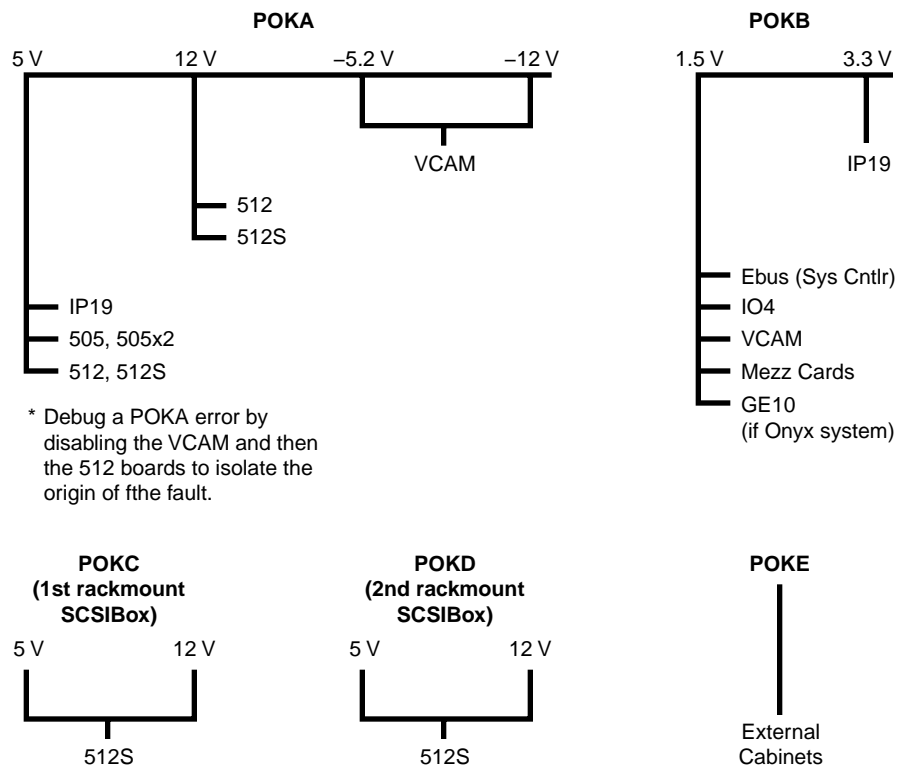 POKA
5 V
12 V
–5.2 V
–12 V
VCAM
512
512S
IP19
505, 505x2
512, 512S
* Debug a POKA error by
disabling the VCAM and then
the 512 boards to isolate the
origin of fthe fault.
POKB
1.5 V
3.3 V
IP19
Ebus (Sys Cntlr)
IO4
VCAM
Mezz Cards
GE10
(if Onyx system)
POKC
(1st rackmount
SCSIBox)
5 V
12 V
512S
POKD
(2nd rackmount
SCSIBox)
5 V
12 V
512S
POKE
External
Cabinets